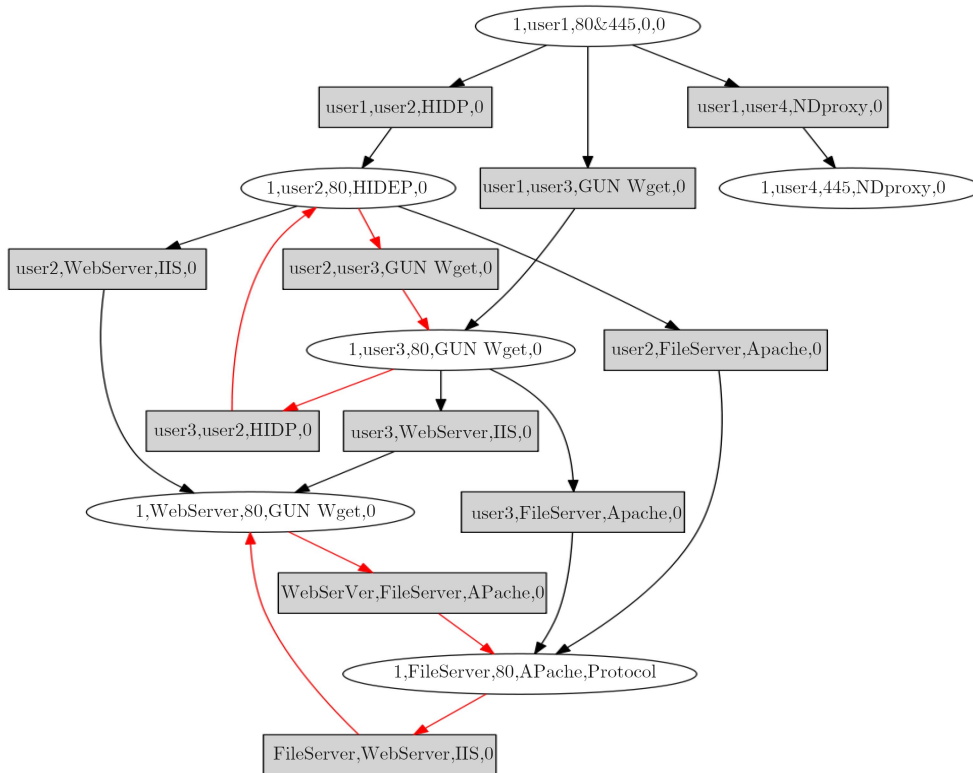 1,user1,80&445,0,0
user1,user2,HIDP,0
user1,user4,NDproxy,0
1,user2,80,HIDEP,0
user1,user3,GUN Wget,0
1,user4,445,NDproxy,0
user2,WebServer,IIS,0
user2,user3,GUN Wget,0
1,user3,80,GUN Wget,0
user2,FileServer,Apache,0
user3,user2,HIDP,0
user3,WebServer,IIS,0
1,WebServer,80,GUN Wget,0
user3,FileServer,Apache,0
WebSerVer,FileServer,APache,0
1,FileServer,80,APache,Protocol
FileServer,WebServer,IIS,0